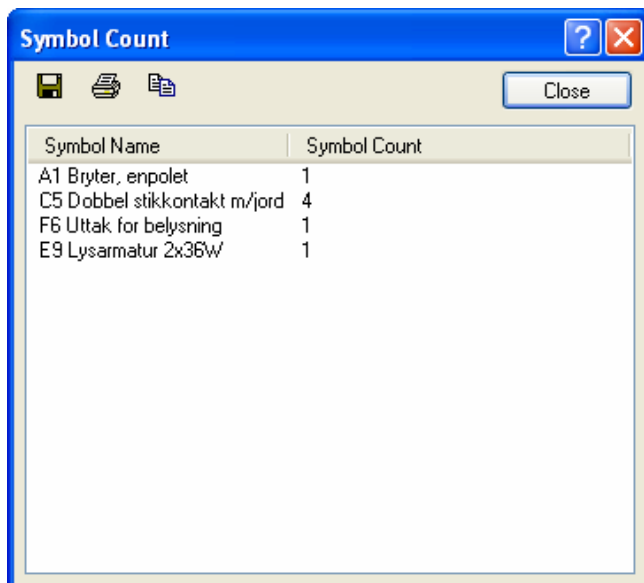 Symbol Count
Close
Symbol Name Symbol Count
A1 Bryter, enpolet 1
C5 Dobbel stikkontakt m/jord 4
F6 Uttak for belysning 1
E9 Lysarmatur 2x36W 1